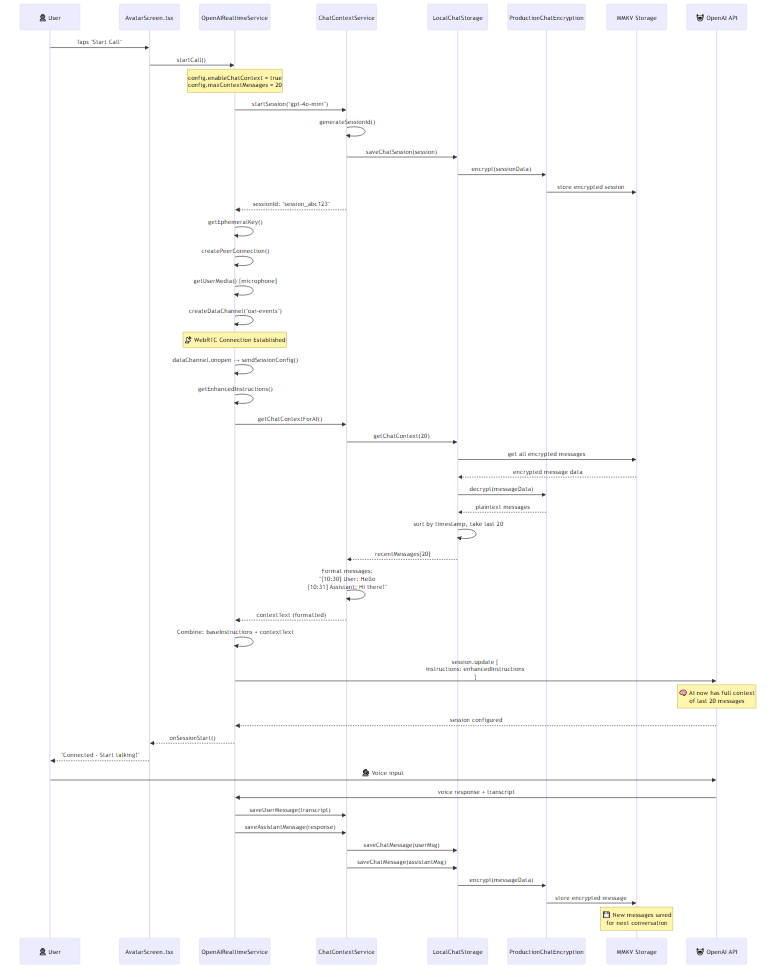 User
AvatarScreen.tsx
OpenAIRealtimeService
ChatContextService
LocalChatStorage
ProductionChatEncryption
MMKV Storage
OpenAI API
Taps "Start Call"
startCall()
config.enableChatContext = true
config.maxContextMessages = 20
startSession("gpt-4o-mini")
generateSessionId()
saveChatSession(session)
encrypt(sessionData)
store encrypted session
sessionId: "session_abc123"
getEphemeralKey()
createPeerConnection()
getUserMedia() [microphone]
createDataChannel("oai-events")
WebRTC Connection Established
dataChannel.onopen → sendSessionConfig()
getEnhancedInstructions()
getChatContextForAI()
getChatContext(20)
get all encrypted messages
encrypted message data
decrypt(messageData)
plaintext messages
sort by timestamp, take last 20
recentMessages[20]
Format messages:
"[10:30] User: Hello
[10:31] Assistant: Hi there!"
contextText (formatted)
Combine: baseInstructions + contextText
session.update {
instructions: enhancedInstructions
}
AI now has full context
of last 20 messages
session configured
onSessionStart()
"Connected - Start talking!"
Voice input
voice response + transcript
saveUserMessage(transcript)
saveAssistantMessage(response)
saveChatMessage(userMsg)
saveChatMessage(assistantMsg)
encrypt(messageData)
store encrypted message
New messages saved
for next conversation
User
AvatarScreen.tsx
OpenAIRealtimeService
ChatContextService
LocalChatStorage
ProductionChatEncryption
MMKV Storage
OpenAI API